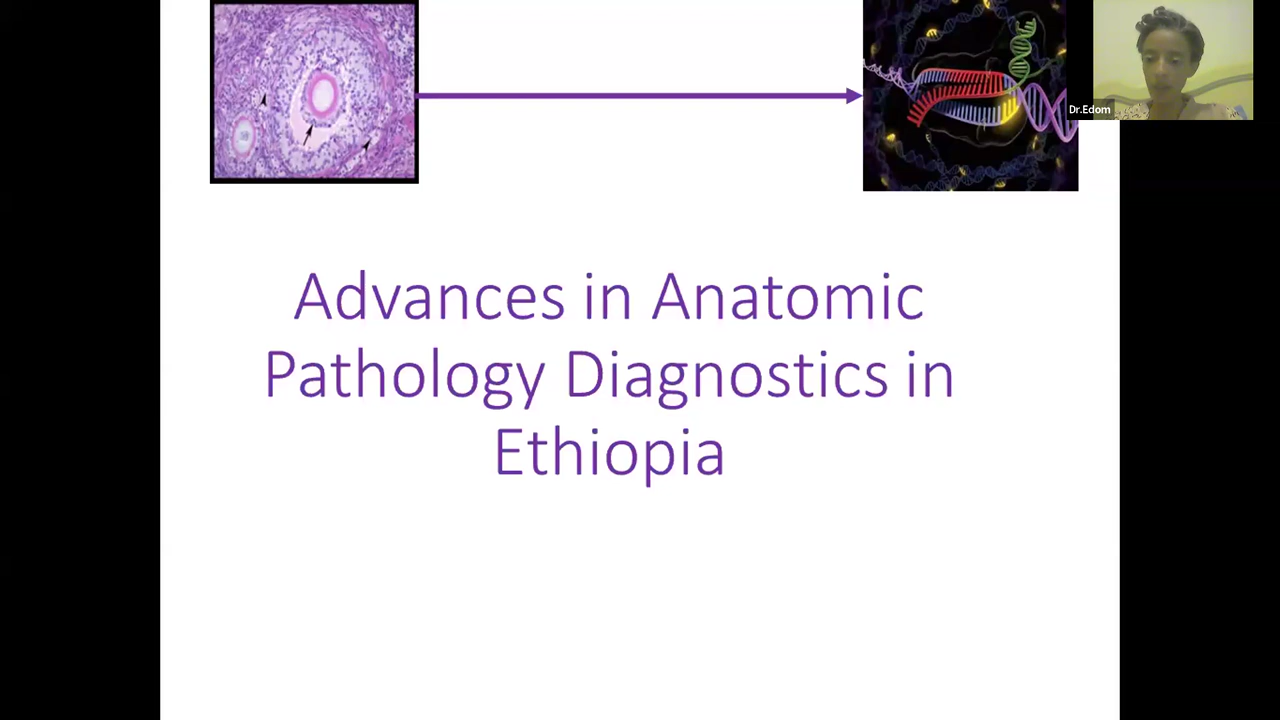 Dr.Edom
Advances in Anatomic
Pathology Diagnostics in
Ethiopia